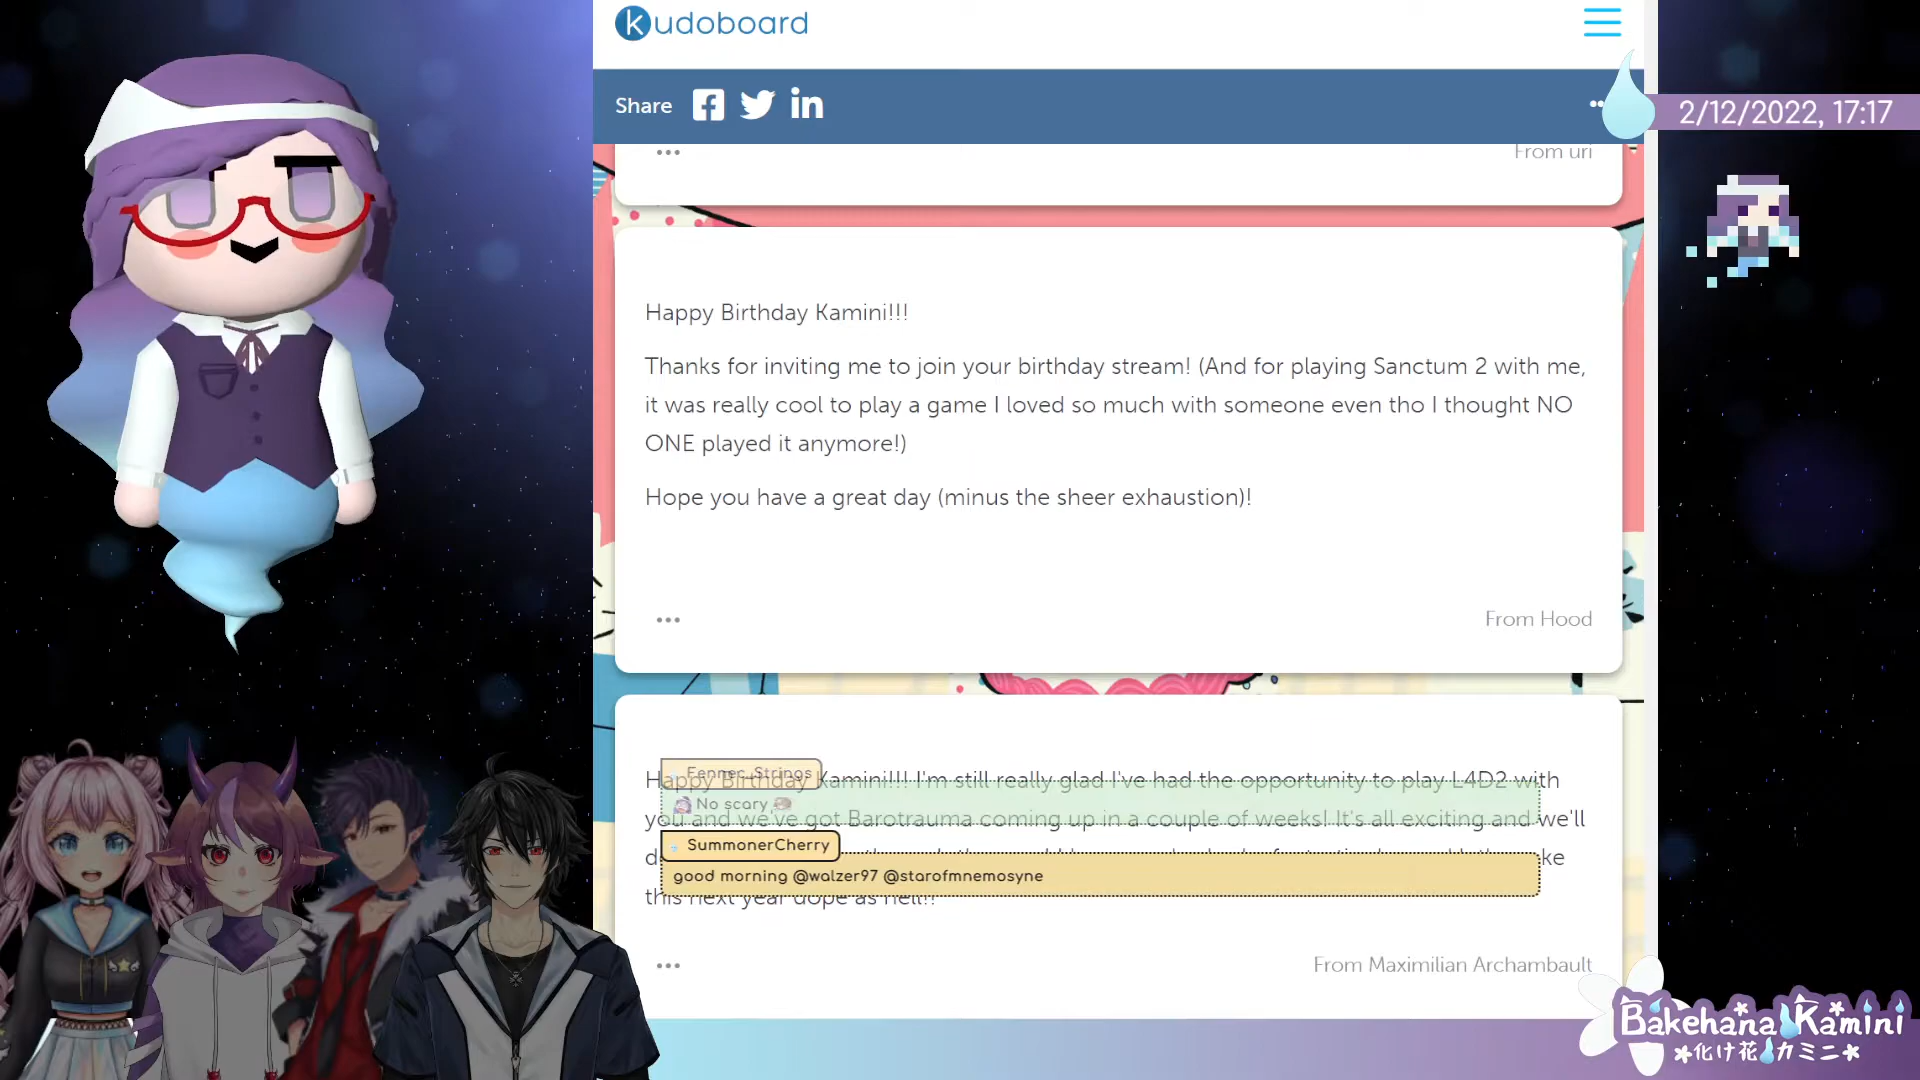 kudoboard
Share
2/12/2022, 17:17
From uri
Happy Birthday Kamini!!!
Thanks for inviting me to join your birthday stream! (And for playing Sanctum 2 with me,
it was really cool to play a game I loved so much with someone even tho I thought NO
ONE played it anymore!)
Hope you have a great day (minus the sheer exhaustion)!
From Hood
Happy Birthday Kamini!!! I'm still really glad I've had the opportunity to play L4D2 with
Fennec_Strings
No scary
you and we've got Barotrauma coming up in a couple of weeks! It's all exciting and we'll
SummonerCherry
good morning @walzer97 @starofmnemosyne
this next year dope as hell!!
From Maximilian Archambault
Bakehana Kamini
化け花カミニ